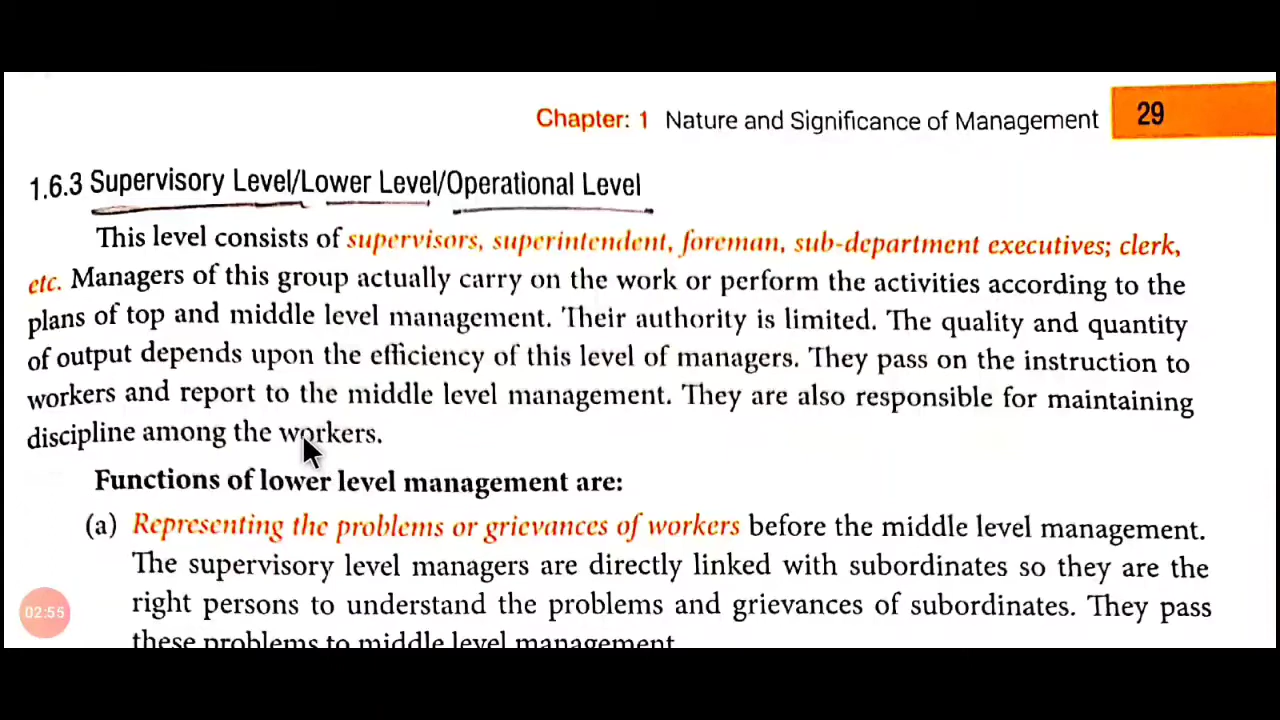 Chapter: 1 Nature and Significance of Management 29
1.6.3 Supervisory Level/Lower Level/Operational Level
This level consists of supervisors, superintendent, foreman, sub-department executives; clerk,
etc. Managers of this group actually carry on the work or perform the activities according to the
plans of top and middle level management. Their authority is limited. The quality and quantity
of output depends upon the efficiency of this level of managers. They pass on the instruction to
workers and report to the middle level management. They are also responsible for maintaining
discipline among the workers.
Functions of lower level management are:
(a) Representing the problems or grievances of workers before the middle level management.
The supervisory level managers are directly linked with subordinates so they are the
right persons to understand the problems and grievances of subordinates. They pass
these problems to middle level management.
02:55